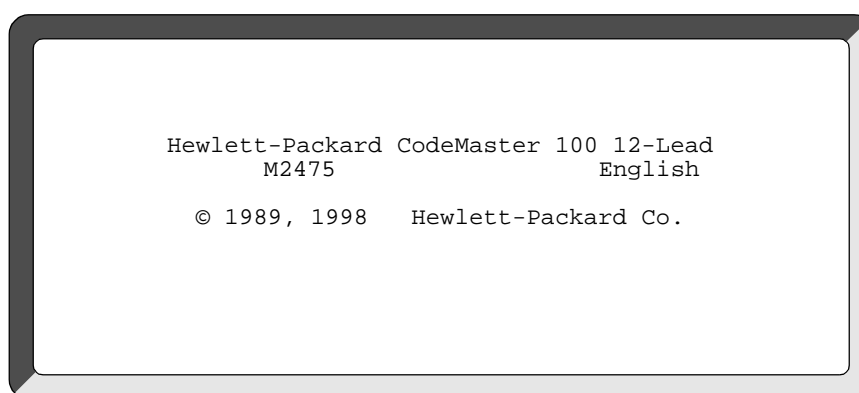 Hewlett-Packard CodeMaster 100 12-Lead
M2475 English
© 1989, 1998 Hewlett-Packard Co.